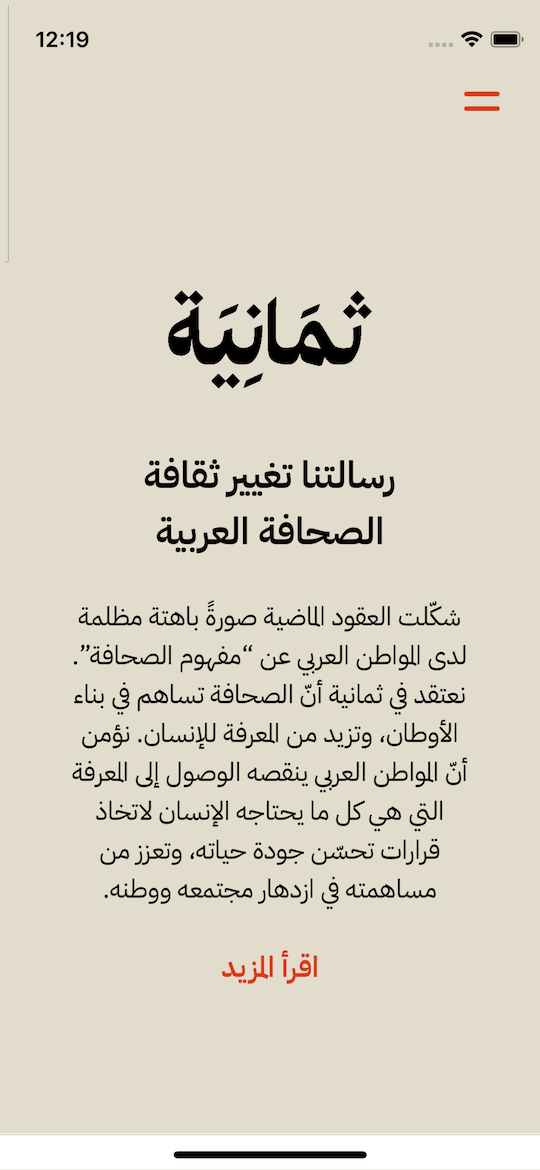 12:19
ثمَانِيَة
رسالتنا تغيير ثقافة
الصحافة العربية
شكّلت العقود الماضية صورةً باهتة مظلمة
لدى المواطن العربي عن “مفهوم الصحافة”.
نعتقد في ثمانية أنّ الصحافة تساهم في بناء
الأوطان، وتزيد من المعرفة للإنسان. نؤمن
أنّ المواطن العربي ينقصه الوصول إلى المعرفة
التي هي كل ما يحتاجه الإنسان لاتخاذ
قرارات تحسّن جودة حياته، وتعزز من
مساهمته في ازدهار مجتمعه ووطنه.
اقرأ المزيد